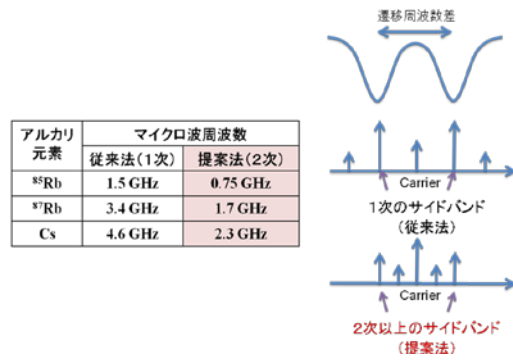 遷移周波数差
アルカリ
元素
マイクロ波周波数
従来法(1次)
提案法(2次)
⁸⁵Rb
1.5 GHz
0.75 GHz
⁸⁷Rb
3.4 GHz
1.7 GHz
Cs
4.6 GHz
2.3 GHz
Carrier
1次のサイドバンド
(従来法)
Carrier
2次以上のサイドバンド
(提案法)